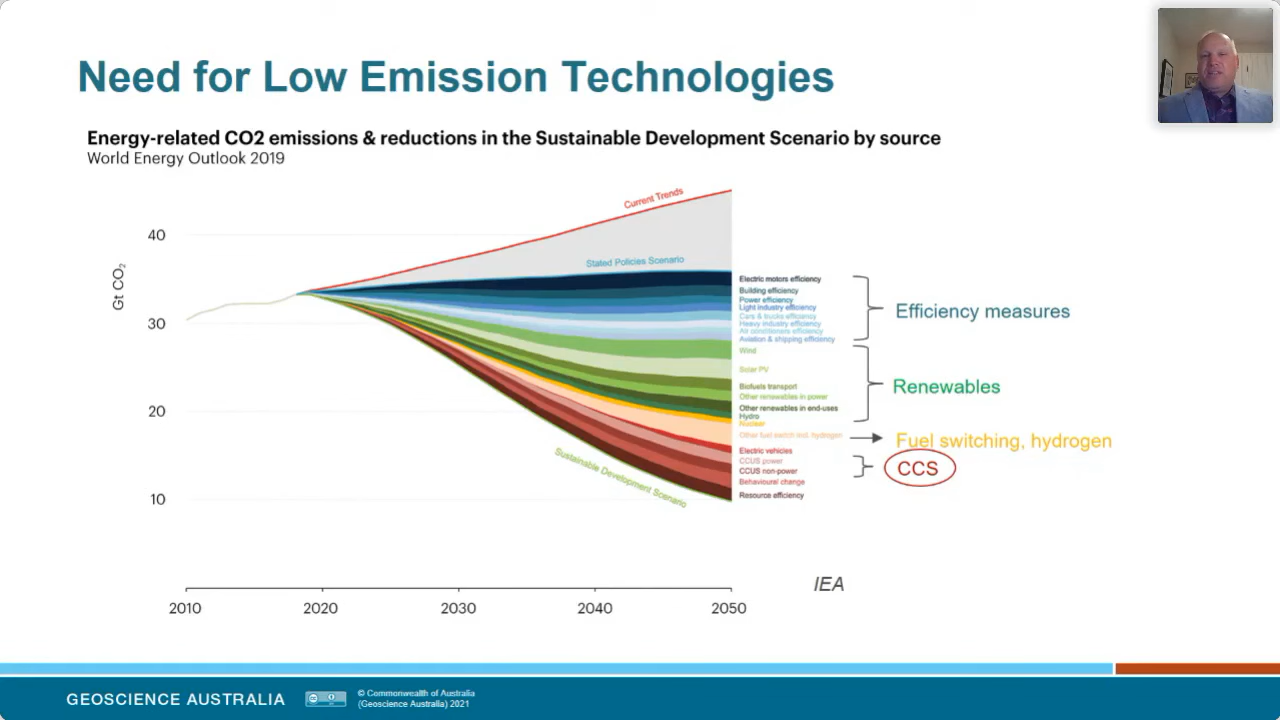 Need for Low Emission Technologies
Energy-related CO2 emissions & reductions in the Sustainable Development Scenario by source
World Energy Outlook 2019
Gt CO₂
40
30
20
10
Current Trends
Stated Policies Scenario
Sustainable Development Scenario
Electric motors efficiency
Building efficiency
Power efficiency
Light industry efficiency
Cars & trucks efficiency
Heavy industry efficiency
Air conditioners efficiency
Aviation & shipping efficiency
Wind
Solar PV
Biofuels transport
Other renewables in power
Other renewables in end-uses
Hydro
Nuclear
Other fuel switch incl. hydrogen
Electric vehicles
CCUS power
CCUS non-power
Behavioural change
Resource efficiency
Efficiency measures
Renewables
Fuel switching, hydrogen
CCS
IEA
2010 2020 2030 2040 2050
GEOSCIENCE AUSTRALIA
© Commonwealth of Australia
(Geoscience Australia) 2021